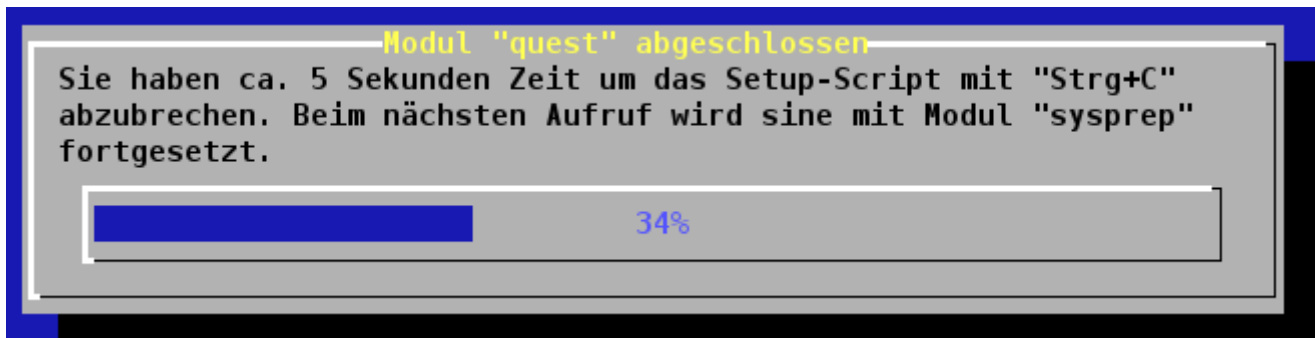 Modul "quest" abgeschlossen
Sie haben ca. 5 Sekunden Zeit um das Setup-Script mit "Strg+C"
abzubrechen. Beim nächsten Aufruf wird sine mit Modul "sysprep"
fortgesetzt.
34%